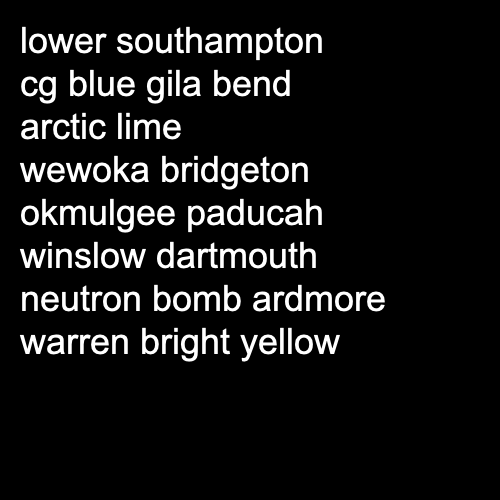 lower southampton
cg blue gila bend
arctic lime
wewoka bridgeton
okmulgee paducah
winslow dartmouth
neutron bomb ardmore
warren bright yellow